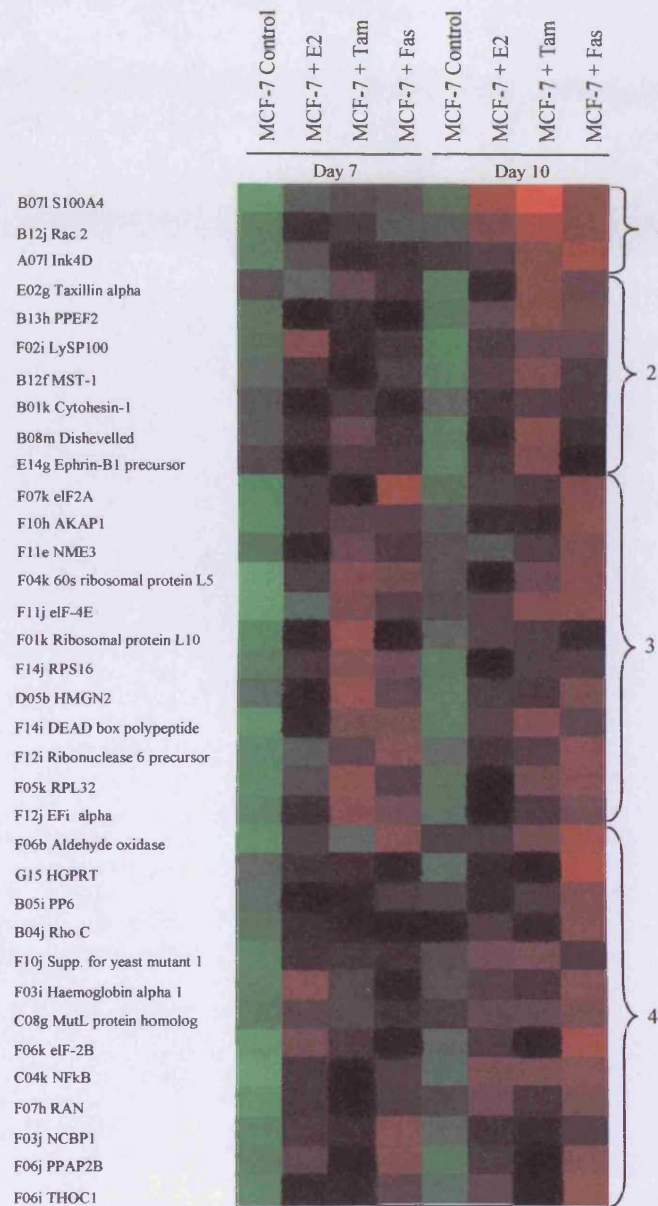 MCF-7 Control
MCF-7 + E2
MCF-7 + Tam
MCF-7 + Fas
MCF-7 Control
MCF-7 + E2
MCF-7 + Tam
MCF-7 + Fas
Day 7
Day 10
B07l S100A4
B12j Rac 2
A07l Ink4D
E02g Taxillin alpha
B13h PPEF2
F02i LySP100
B12f MST-1
B01k Cytohesin-1
B08m Dishevelled
E14g Ephrin-B1 precursor
2
F07k elF2A
F10h AKAP1
F11e NME3
F04k 60s ribosomal protein L5
F11j elF-4E
F01k Ribosomal protein L10
F14j RPS16
D05b HMGN2
F14i DEAD box polypeptide
F12i Ribonuclease 6 precursor
F05k RPL32
F12j EFi alpha
3
F06b Aldehyde oxidase
G15 HGPRT
B05i PP6
B04j Rho C
F10j Supp. for yeast mutant 1
F03i Haemoglobin alpha 1
C08g MutL protein homolog
F06k elF-2B
C04k NFkB
F07h RAN
F03j NCBP1
F06j PPAP2B
F06i THOC1
4